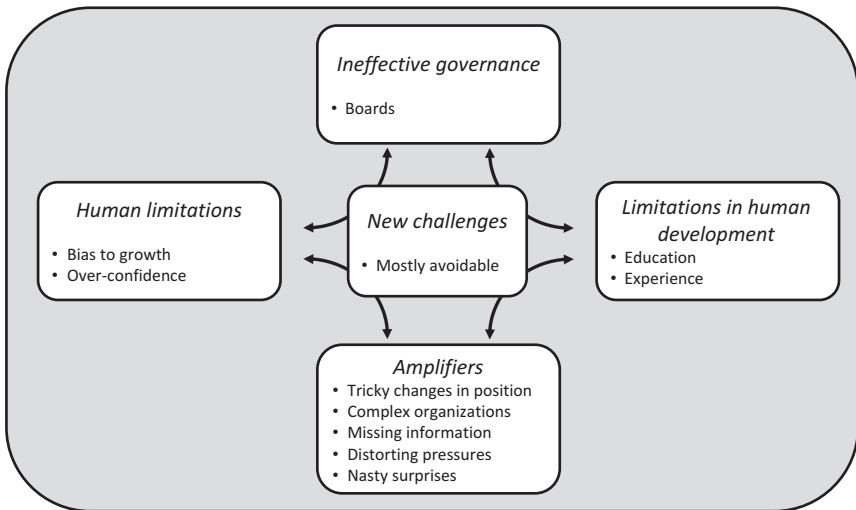 Ineffective governance
• Boards
Human limitations
• Bias to growth
• Over-confidence
New challenges
• Mostly avoidable
Limitations in human
development
• Education
• Experience
Amplifiers
• Tricky changes in position
• Complex organizations
• Missing information
• Distorting pressures
• Nasty surprises